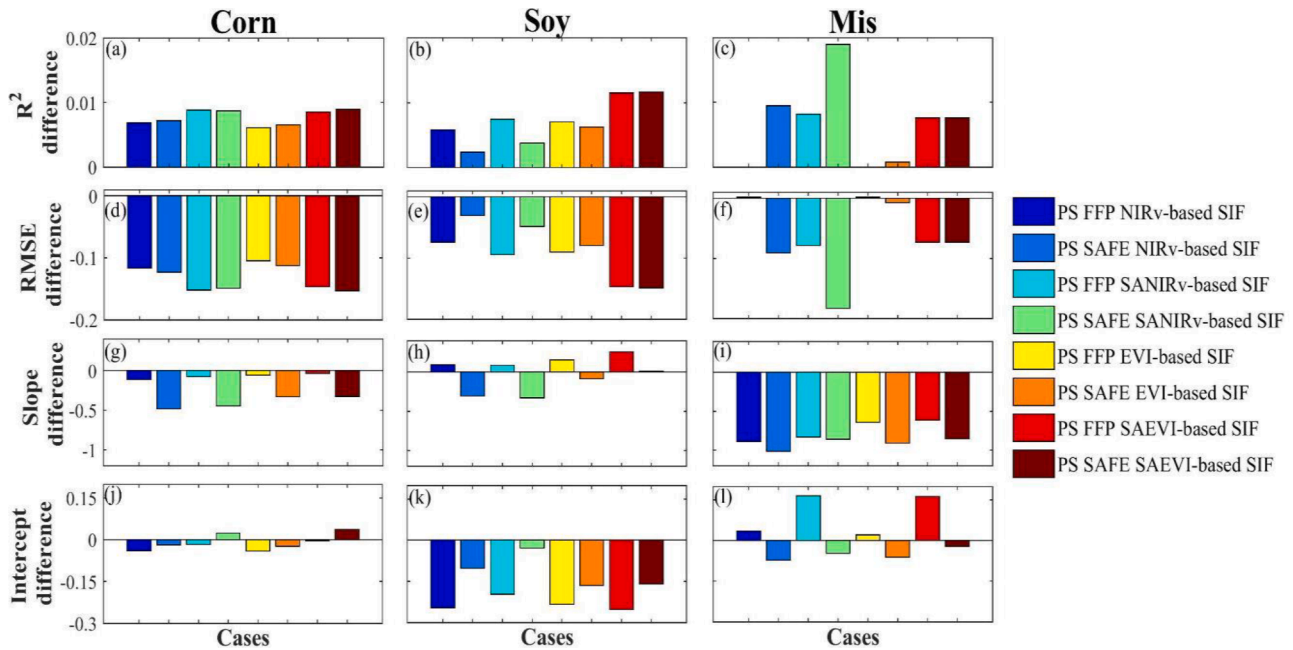 Corn Soy Mis
R² difference
0.02
0.01
0
(a) (b) (c)
RMSE difference
0
-0.1
-0.2
(d) (e) (f)
Slope difference
0
-0.5
-1
(g) (h) (i)
Intercept difference
0.15
0
-0.15
-0.3
(j) (k) (l)
Cases Cases Cases
PS FFP NIRv-based SIF
PS SAFE NIRv-based SIF
PS FFP SANIRv-based SIF
PS SAFE SANIRv-based SIF
PS FFP EVI-based SIF
PS SAFE EVI-based SIF
PS FFP SAEVI-based SIF
PS SAFE SAEVI-based SIF